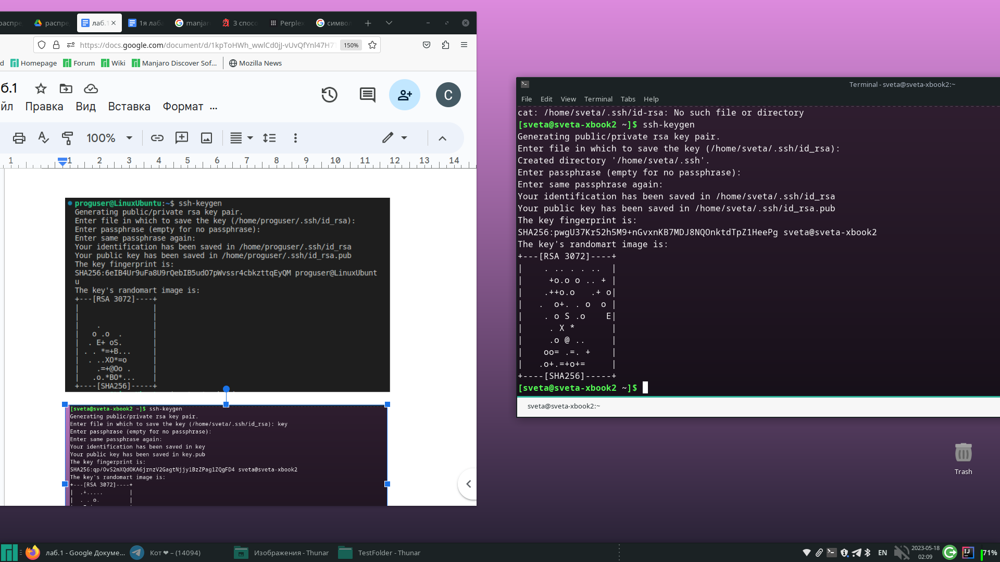 распре
распре
лаб.1
1я лаба
manjar
3 спосо
Perplex
символ
https://docs.google.com/document/d/1kpToHWh_wwlCd0jJ-vUvQfYnl47H7
150%
d Homepage Forum Wiki Manjaro Discover Sof... Mozilla News
б.1
йл Правка Вид Вставка Формат ...
C
100%
1 1 2 3 4 5 6 7 8 9 10 11 12 13 14
proguser@LinuxUbuntu:~$ ssh-keygen
Generating public/private rsa key pair.
Enter file in which to save the key (/home/proguser/.ssh/id_rsa):
Enter passphrase (empty for no passphrase):
Enter same passphrase again:
Your identification has been saved in /home/proguser/.ssh/id_rsa
Your public key has been saved in /home/proguser/.ssh/id_rsa.pub
The key fingerprint is:
SHA256:6eIB4Ur9uFa8U9rQebIB5udO7pWvssr4cbkzttqEyQM proguser@LinuxUbunt
u
The key's randomart image is:
+---[RSA 3072]----+
|                 |
|                 |
|    .            |
|   o .o  .       |
|  . E+ oS.       |
| . . *=+B...     |
|  . ..XO*=o      |
|    .=+@Oo .     |
|   .o.*BO*...    |
+----[SHA256]-----+
[sveta@sveta-xbook2 ~]$ ssh-keygen
Generating public/private rsa key pair.
Enter file in which to save the key (/home/sveta/.ssh/id_rsa): key
Enter passphrase (empty for no passphrase):
Enter same passphrase again:
Your identification has been saved in key
Your public key has been saved in key.pub
The key fingerprint is:
SHA256:qp/OvS2mXQdOKA6jrnzV2GagtNjjy1BzZPag1ZQgFD4 sveta@sveta-xbook2
The key's randomart image is:
+---[RSA 3072]----+
|  .+.....        |
|  . . o.         |
Terminal - sveta@sveta-xbook2:~
File Edit View Terminal Tabs Help
cat: /home/sveta/.ssh/id-rsa: No such file or directory
[sveta@sveta-xbook2 ~]$ ssh-keygen
Generating public/private rsa key pair.
Enter file in which to save the key (/home/sveta/.ssh/id_rsa):
Created directory '/home/sveta/.ssh'.
Enter passphrase (empty for no passphrase):
Enter same passphrase again:
Your identification has been saved in /home/sveta/.ssh/id_rsa
Your public key has been saved in /home/sveta/.ssh/id_rsa.pub
The key fingerprint is:
SHA256:pwgU37Kr52h5M9+nGvxnKB7MDJ8NQOnktdTpZ1HeePg sveta@sveta-xbook2
The key's randomart image is:
+---[RSA 3072]----+
|    . .. . . ..  |
|     +o.o o .. + |
|    .++o.o   .+ o|
|   .  o+. . o  o |
|    . o S .o    E|
|     . X *       |
|     .o @ ..     |
|    oo= .=. +    |
|   .o+.=+o+=     |
+----[SHA256]-----+
[sveta@sveta-xbook2 ~]$
sveta@sveta-xbook2:~
Trash
лаб.1 - Google Докуме...
Кот ❤ – (14094)
Изображения - Thunar
TestFolder - Thunar
EN
2023-05-18
02:09
IJ
71%